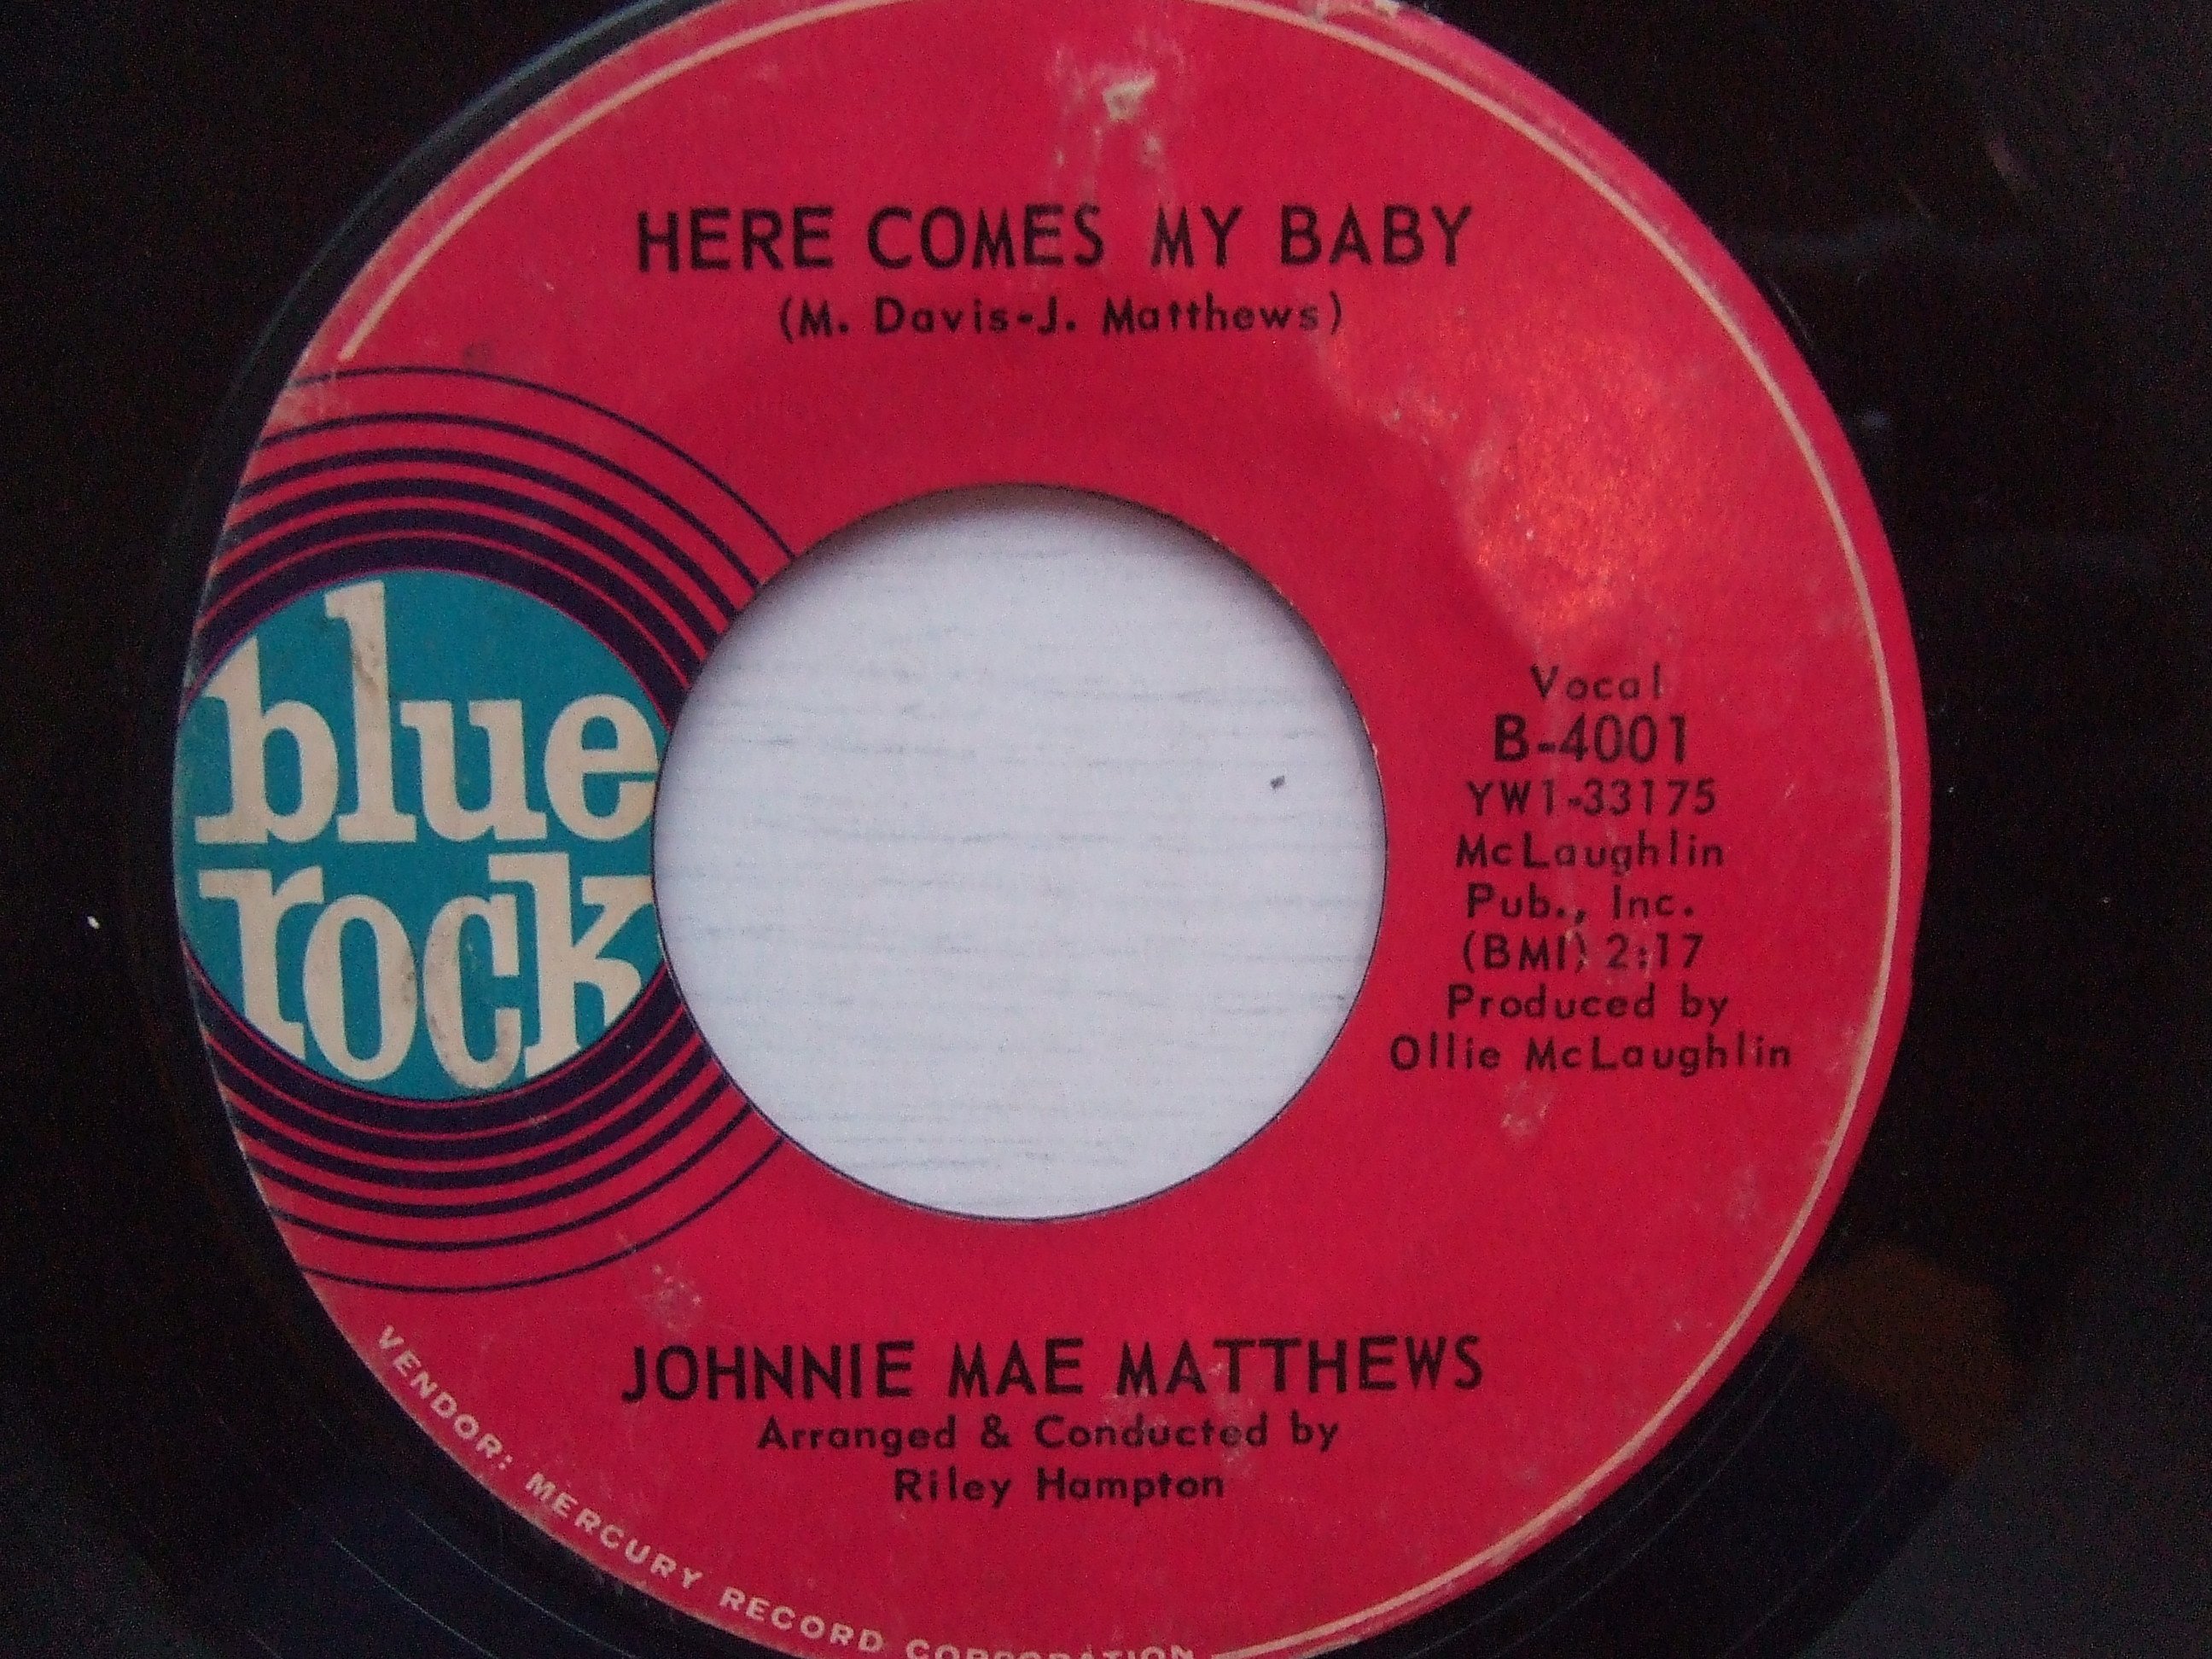 HERE COMES MY BABY
(M. Davis-J. Matthews)
blue
rock
Vocal
B-4001
YW1-33175
McLaughlin
Pub., Inc.
(BMI) 2:17
Produced by
Ollie McLaughlin
JOHNNIE MAE MATTHEWS
Arranged & Conducted by
Riley Hampton
VENDOR: MERCURY RECORD CORPORATION